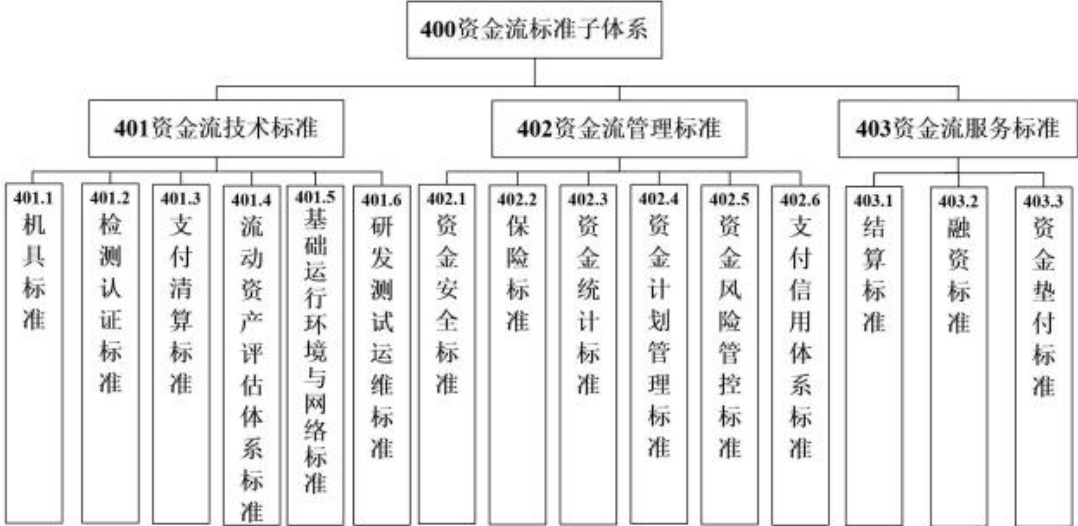 400资金流标准子体系
401资金流技术标准
402资金流管理标准
403资金流服务标准
401.1
机具标准
401.2
检测认证标准
401.3
支付清算标准
401.4
流动资产评估体系标准
401.5
基础运行环境与网络标准
401.6
研发测试运维标准
402.1
资金安全标准
402.2
保险标准
402.3
资金统计标准
402.4
资金计划管理标准
402.5
资金风险管控标准
402.6
支付信用体系标准
403.1
结算标准
403.2
融资标准
403.3
资金垫付标准